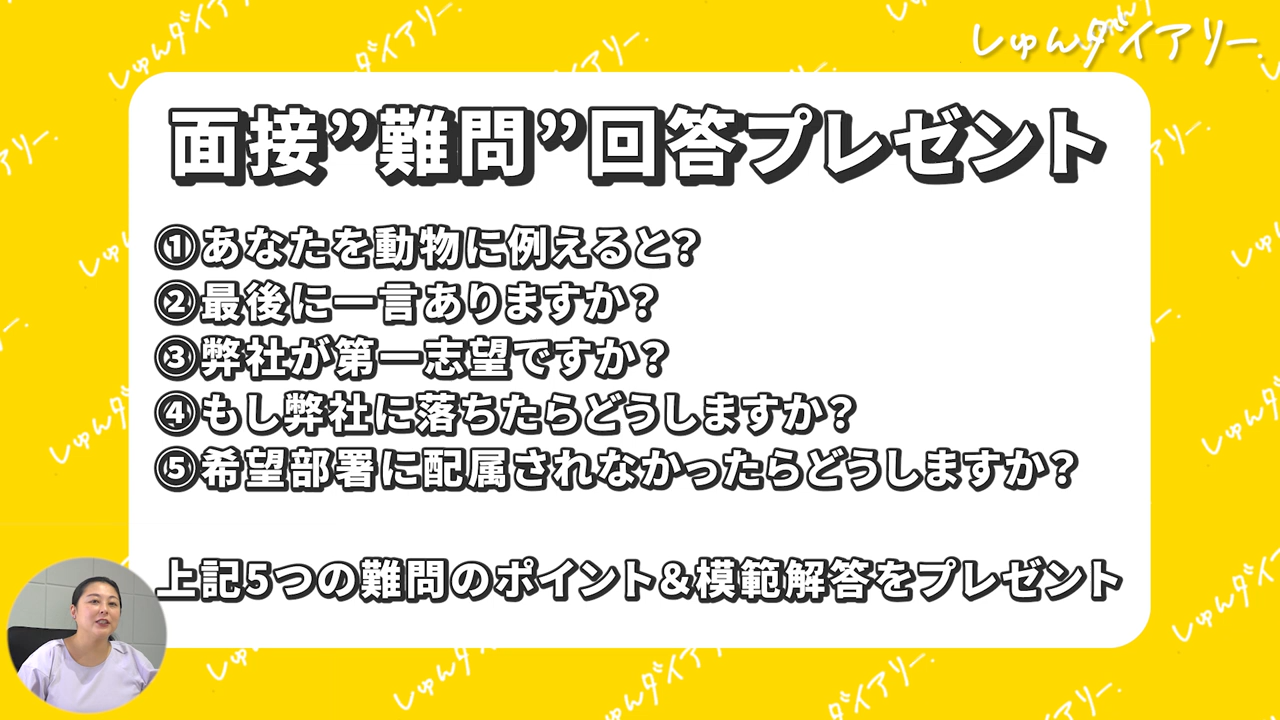 しゅんダイアリー.
面接”難問”回答プレゼント
①あなたを動物に例えると?
②最後に一言ありますか?
③弊社が第一志望ですか?
④もし弊社に落ちたらどうしますか?
⑤希望部署に配属されなかったらどうしますか?
上記5つの難問のポイント&模範解答をプレゼント